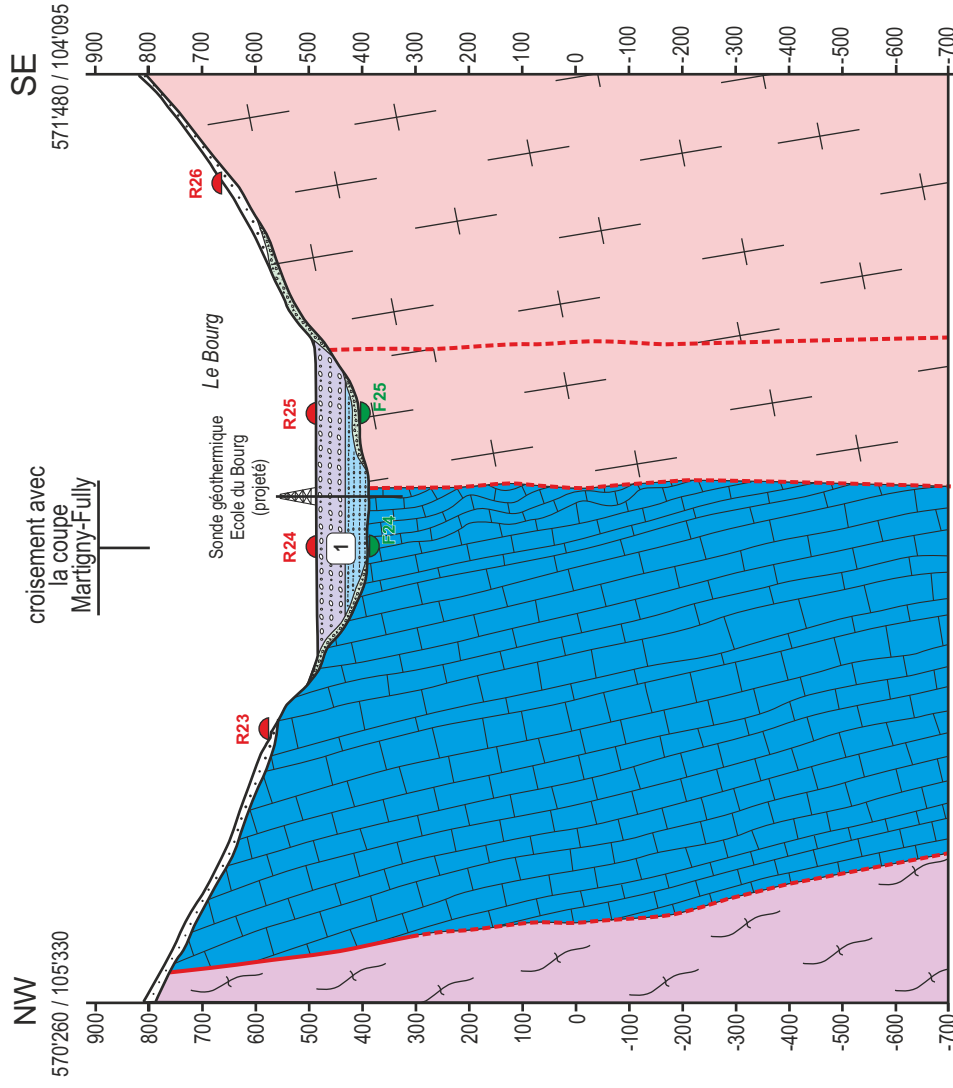 NW
570'260 / 105'330
SE
571'480 / 104'095
croisement avec
la coupe
Martigny-Fully
Sonde géothermique
Ecole du Bourg
(projeté)
Le Bourg
R23
R24
R25
R26
1
F24
F25
900
800
700
600
500
400
300
200
100
0
-100
-200
-300
-400
-500
-600
-700
900
800
700
600
500
400
300
200
100
0
-100
-200
-300
-400
-500
-600
-700